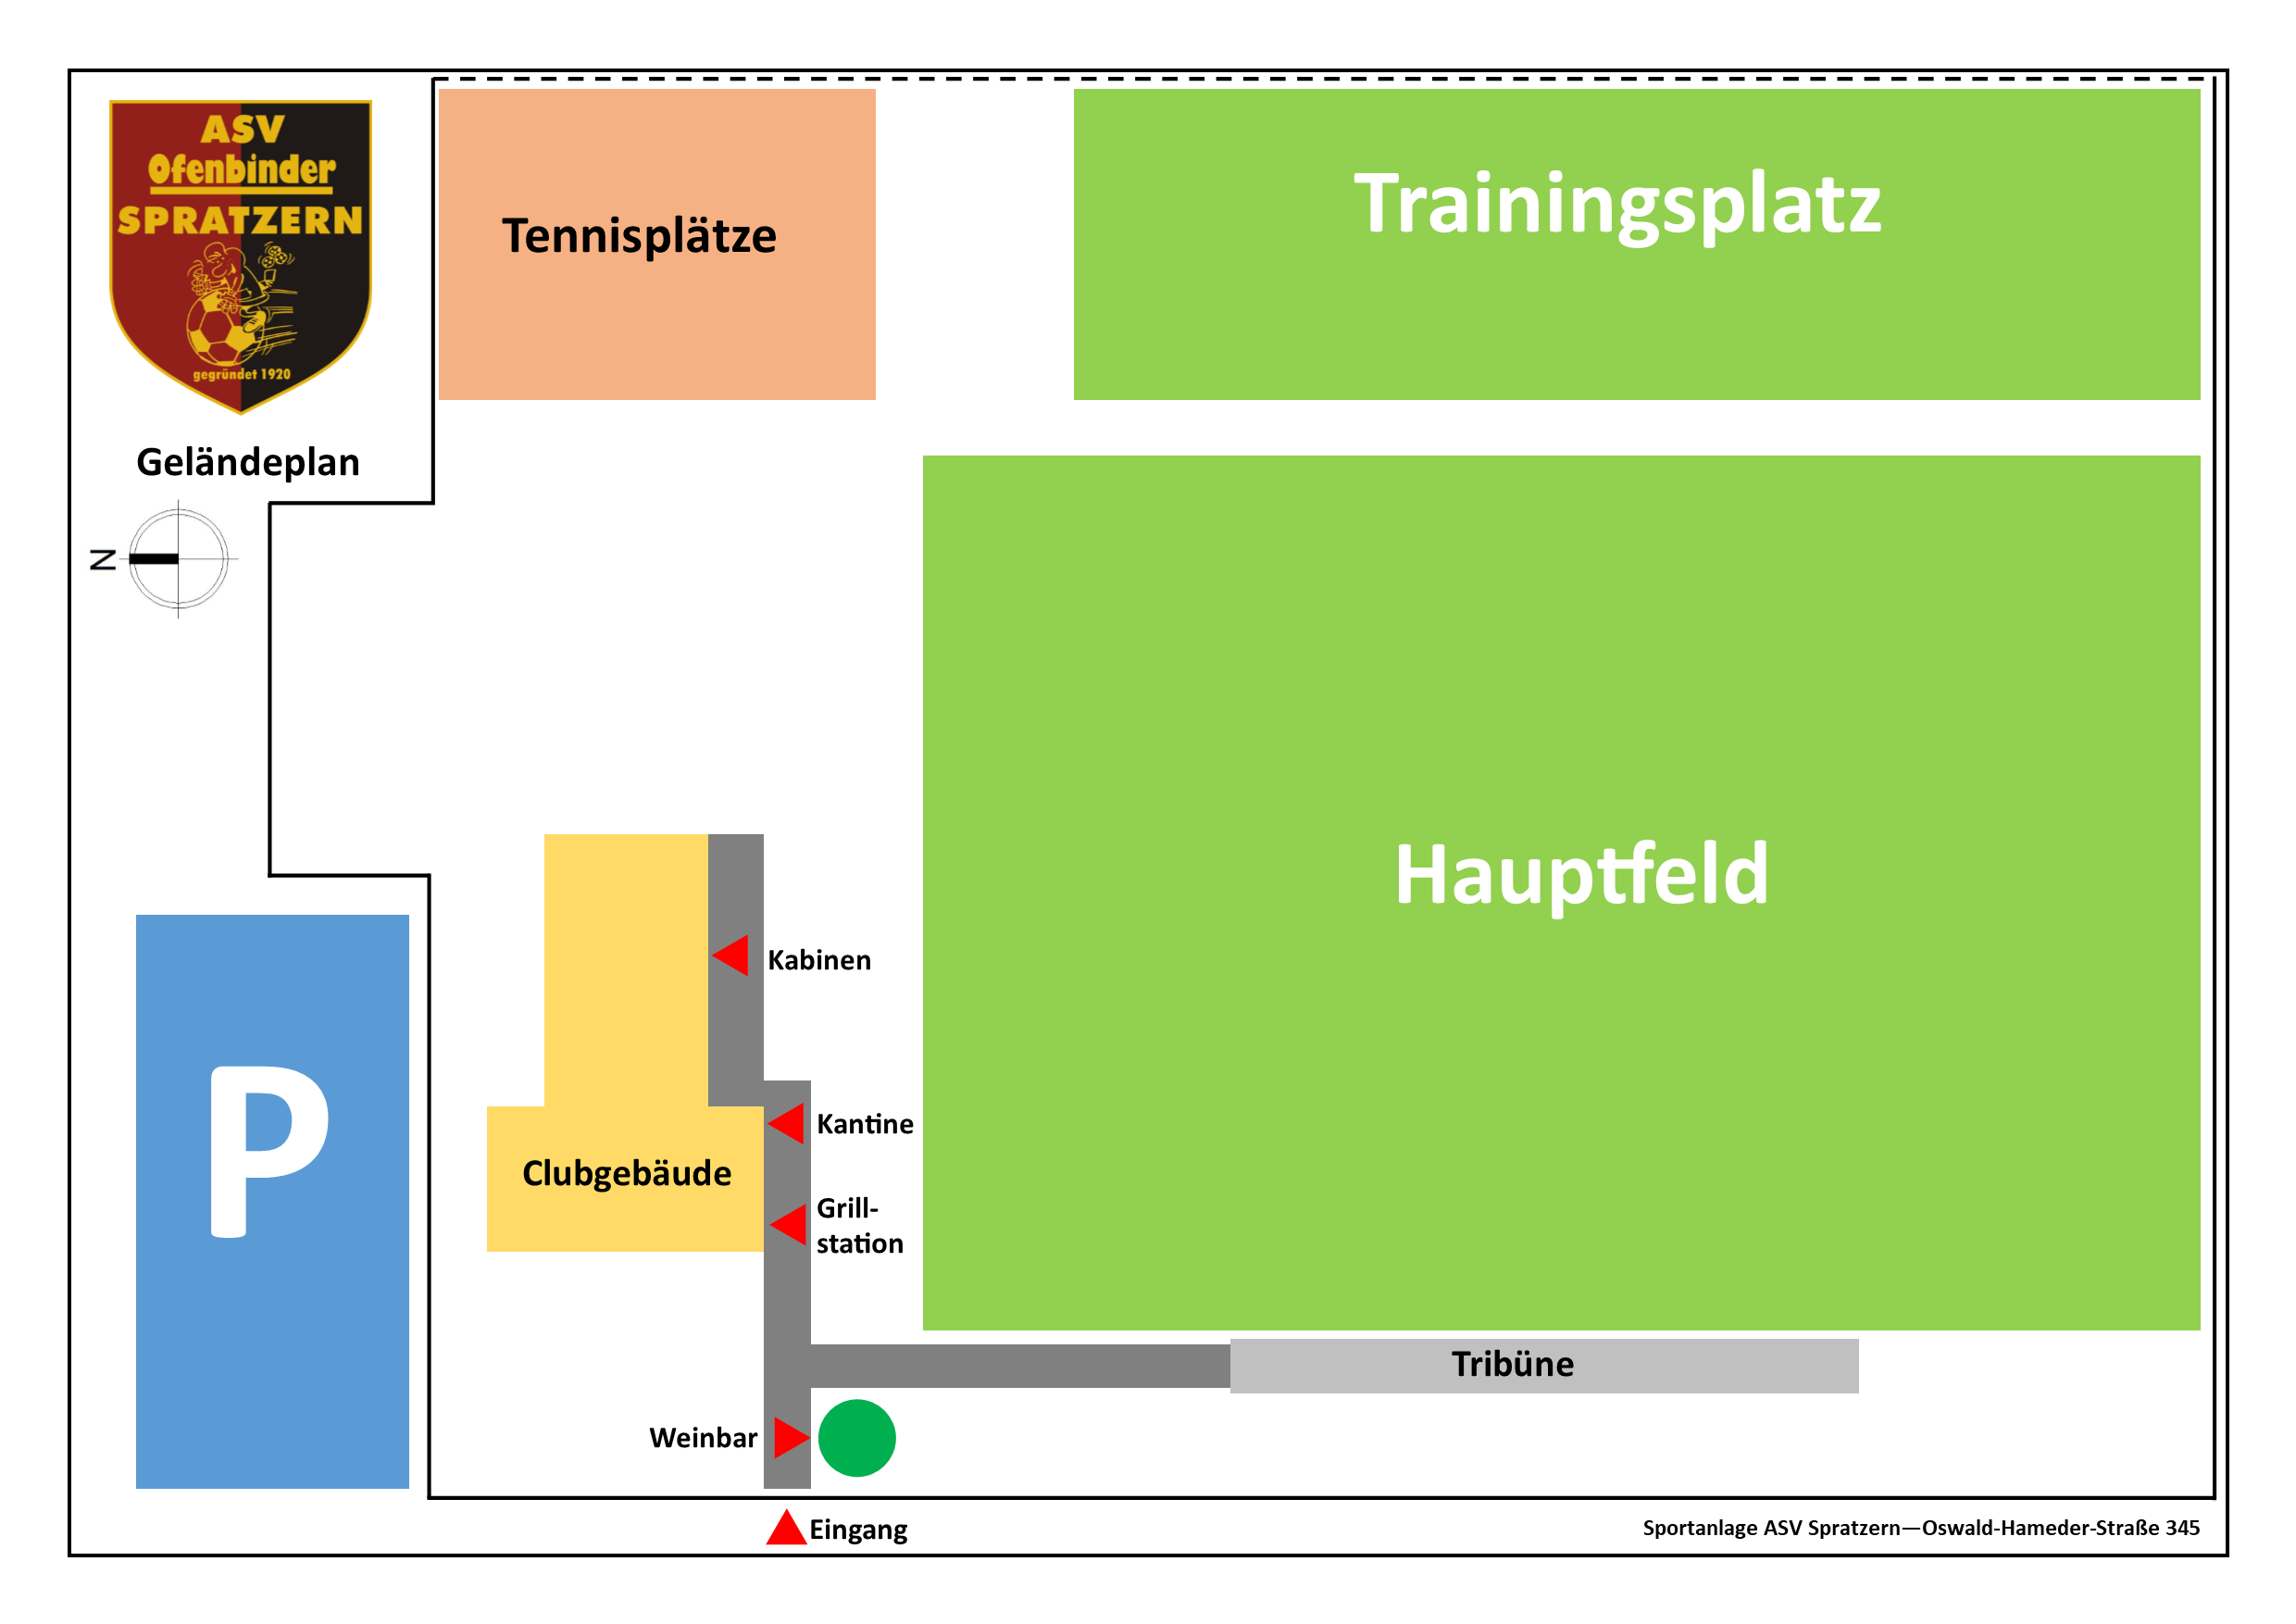 ASV
Ofenbinder
SPRATZERN
gegründet 1920
Geländeplan
N
Tennisplätze
Trainingsplatz
Hauptfeld
Kabinen
Kantine
Clubgebäude
Grill-
station
P
Tribüne
Weinbar
Eingang
Sportanlage ASV Spratzern—Oswald-Hameder-Straße 345